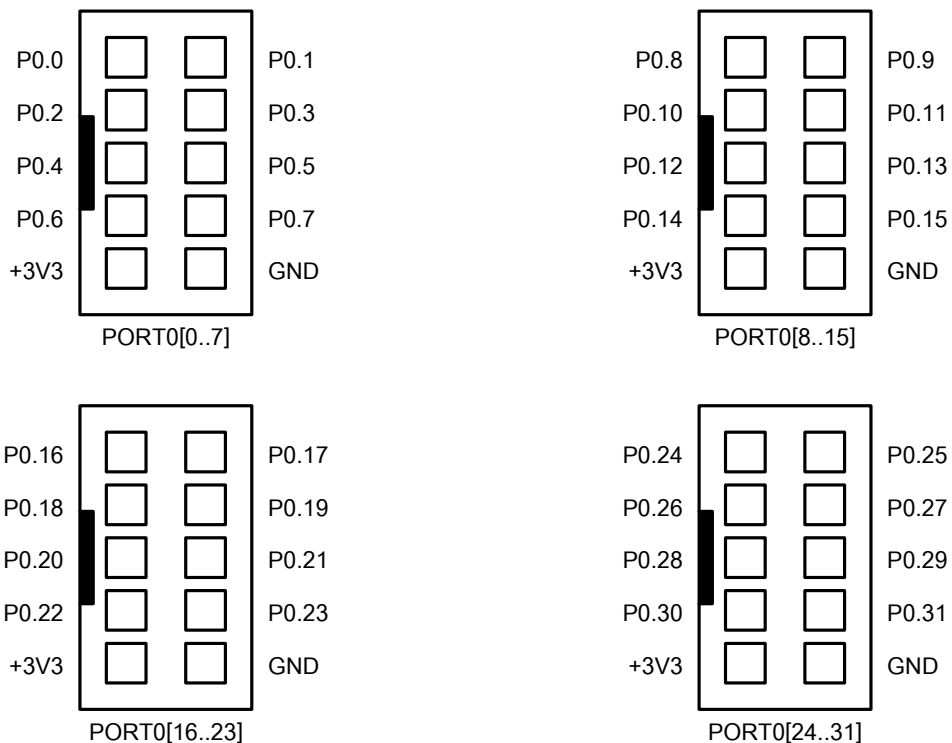 P0.0 P0.1
P0.2 P0.3
P0.4 P0.5
P0.6 P0.7
+3V3 GND
PORT0[0..7]
P0.8 P0.9
P0.10 P0.11
P0.12 P0.13
P0.14 P0.15
+3V3 GND
PORT0[8..15]
P0.16 P0.17
P0.18 P0.19
P0.20 P0.21
P0.22 P0.23
+3V3 GND
PORT0[16..23]
P0.24 P0.25
P0.26 P0.27
P0.28 P0.29
P0.30 P0.31
+3V3 GND
PORT0[24..31]